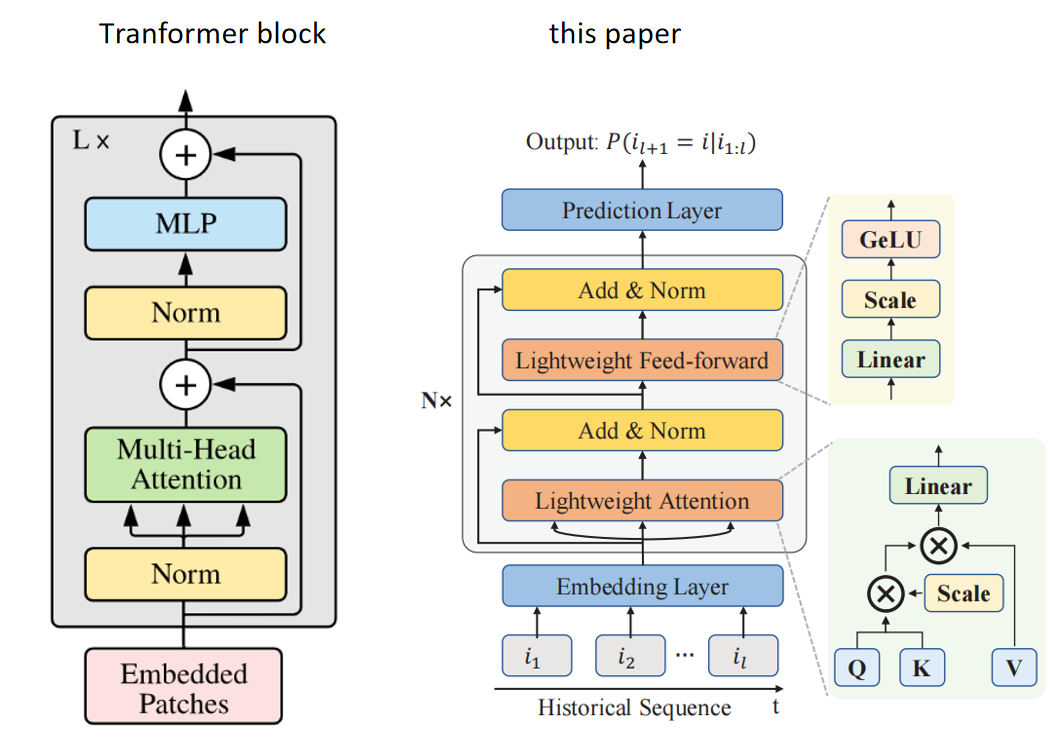 Tranformer block
this paper
L ×
+
MLP
Norm
+
Multi-Head
Attention
Norm
Embedded
Patches
Output: P(i_{l+1} = i|i_{1:l})
Prediction Layer
N×
Add & Norm
Lightweight Feed-forward
Add & Norm
Lightweight Attention
Embedding Layer
i_1
i_2
...
i_l
Historical Sequence
t
GeLU
Scale
Linear
Linear
×
×
Scale
Q
K
V